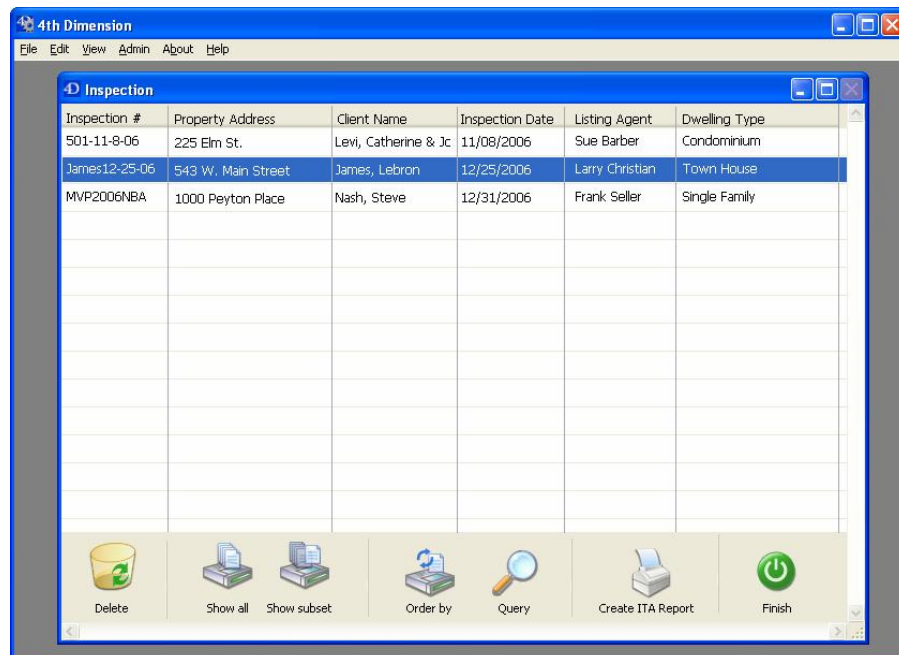 4th Dimension
File Edit View Admin About Help
4D Inspection
Inspection # Property Address Client Name Inspection Date Listing Agent Dwelling Type
501-11-8-06 225 Elm St. Levi, Catherine & Jc 11/08/2006 Sue Barber Condominium
James12-25-06 543 W. Main Street James, Lebron 12/25/2006 Larry Christian Town House
MVP2006NBA 1000 Peyton Place Nash, Steve 12/31/2006 Frank Seller Single Family
Delete Show all Show subset Order by Query Create ITA Report Finish